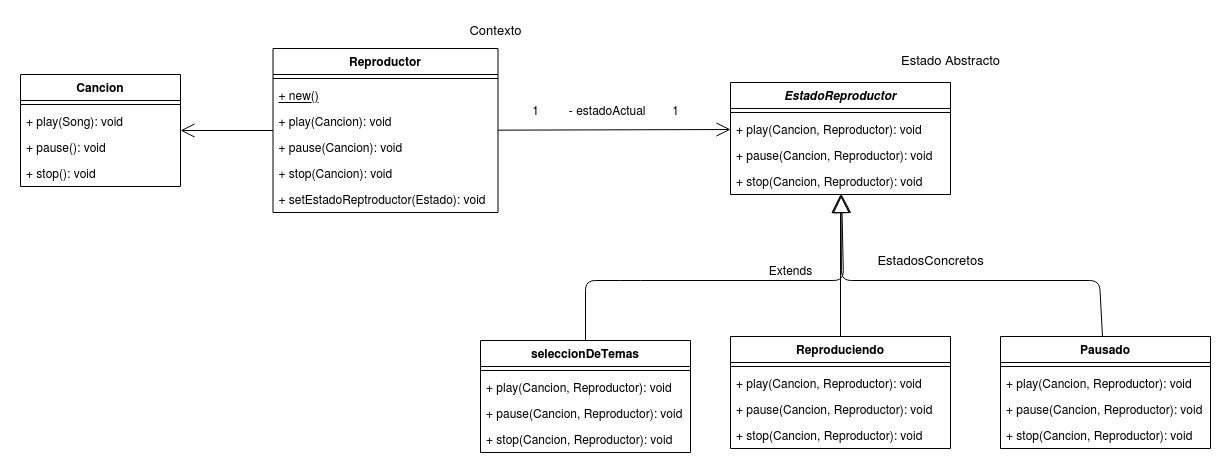 Contexto
Estado Abstracto
Cancion
+ play(Song): void
+ pause(): void
+ stop(): void
Reproductor
+ new()
+ play(Cancion): void
+ pause(Cancion): void
+ stop(Cancion): void
+ setEstadoReptroductor(Estado): void
1 - estadoActual 1
EstadoReproductor
+ play(Cancion, Reproductor): void
+ pause(Cancion, Reproductor): void
+ stop(Cancion, Reproductor): void
Extends
EstadosConcretos
seleccionDeTemas
+ play(Cancion, Reproductor): void
+ pause(Cancion, Reproductor): void
+ stop(Cancion, Reproductor): void
Reproduciendo
+ play(Cancion, Reproductor): void
+ pause(Cancion, Reproductor): void
+ stop(Cancion, Reproductor): void
Pausado
+ play(Cancion, Reproductor): void
+ pause(Cancion, Reproductor): void
+ stop(Cancion, Reproductor): void